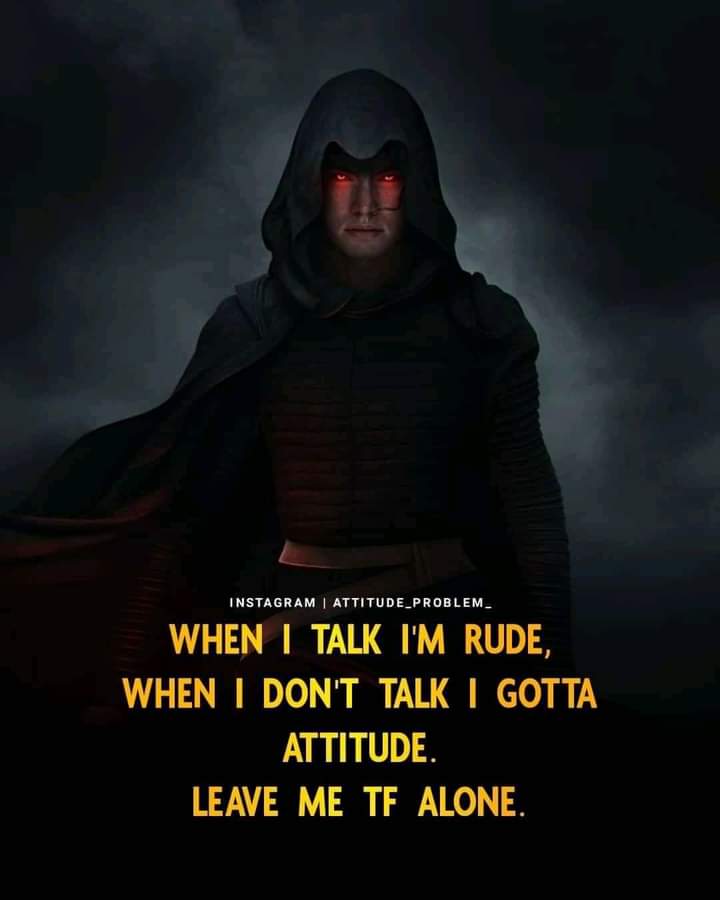 INSTAGRAM | ATTITUDE_PROBLEM_
WHEN I TALK I'M RUDE,
WHEN I DON'T TALK I GOTTA
ATTITUDE.
LEAVE ME TF ALONE.